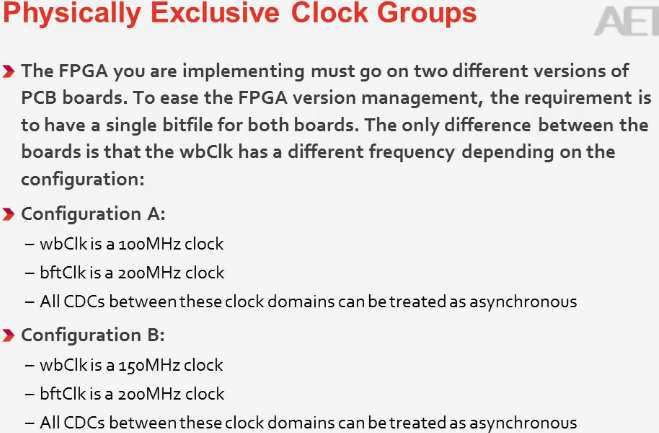 Physically Exclusive Clock Groups
AEI
The FPGA you are implementing must go on two different versions of
PCB boards. To ease the FPGA version management, the requirement is
to have a single bitfile for both boards. The only difference between the
boards is that the wbClk has a different frequency depending on the
configuration:
Configuration A:
– wbClk is a 100MHz clock
– bftClk is a 200MHz clock
– All CDCs between these clock domains can be treated as asynchronous
Configuration B:
– wbClk is a 150MHz clock
– bftClk is a 200MHz clock
– All CDCs between these clock domains can be treated as asynchronous